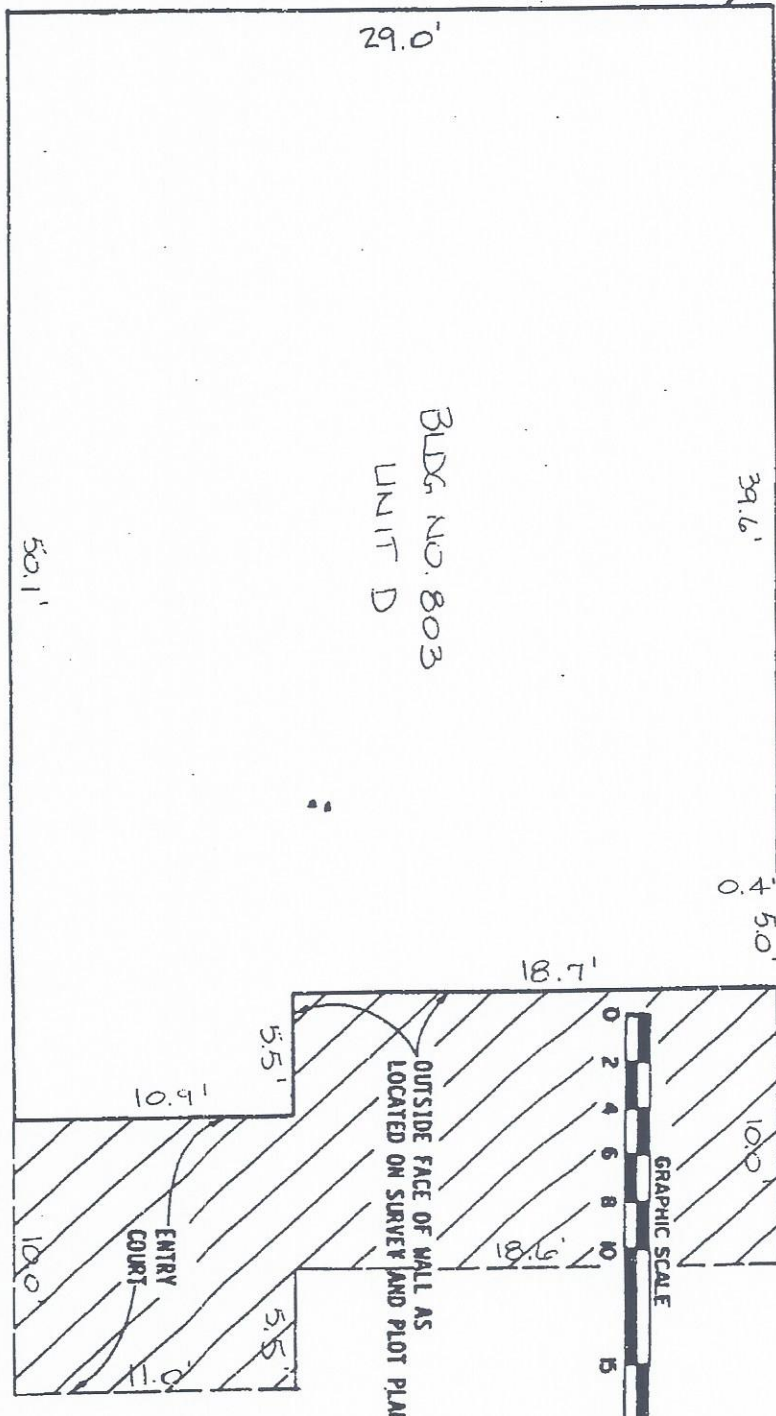 29.0'
39.6'
BLDG NO. 803
UNIT D
50.1'
0.4'
5.0'
18.7'
5.5'
10.9'
OUTSIDE FACE OF WALL AS
LOCATED ON SURVEY AND PLOT PLAN
0 2 4 6 8 10 15
GRAPHIC SCALE
10.0'
18.6'
ENTRY
COURT
10.0'
5.5'
11.0'